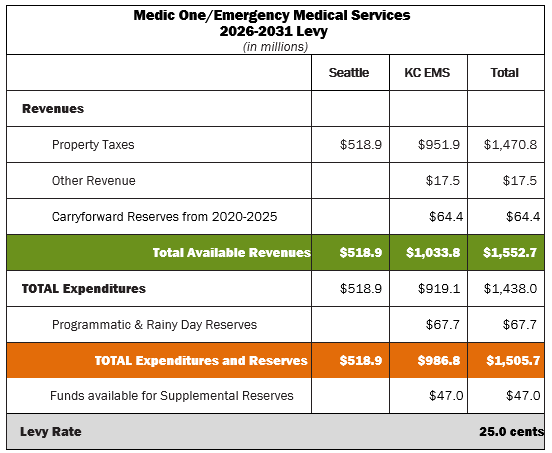 Medic One/Emergency Medical Services
2026-2031 Levy
(in millions)
Seattle KC EMS Total
Revenues
Property Taxes $518.9 $951.9 $1,470.8
Other Revenue $17.5 $17.5
Carryforward Reserves from 2020-2025 $64.4 $64.4
Total Available Revenues $518.9 $1,033.8 $1,552.7
TOTAL Expenditures $518.9 $919.1 $1,438.0
Programmatic & Rainy Day Reserves $67.7 $67.7
TOTAL Expenditures and Reserves $518.9 $986.8 $1,505.7
Funds available for Supplemental Reserves $47.0 $47.0
Levy Rate 25.0 cents